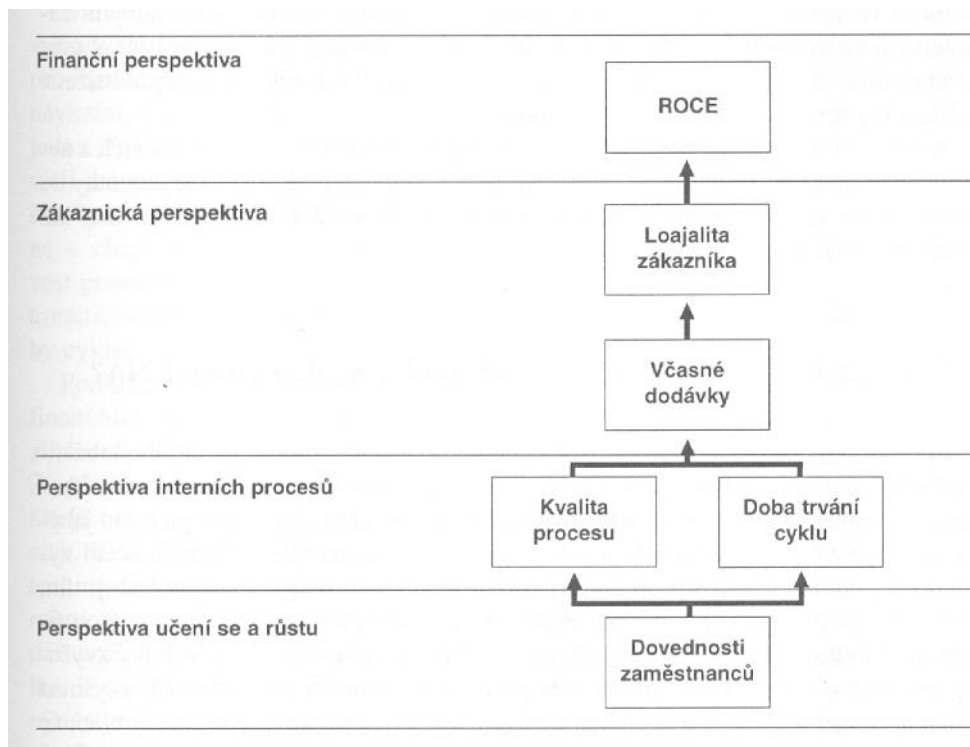 Finanční perspektiva
ROCE
Zákaznická perspektiva
Loajalita
zákazníka
Včasné
dodávky
Perspektiva interních procesů
Kvalita
procesu
Doba trvání
cyklu
Perspektiva učení se a růstu
Dovednosti
zaměstnanců